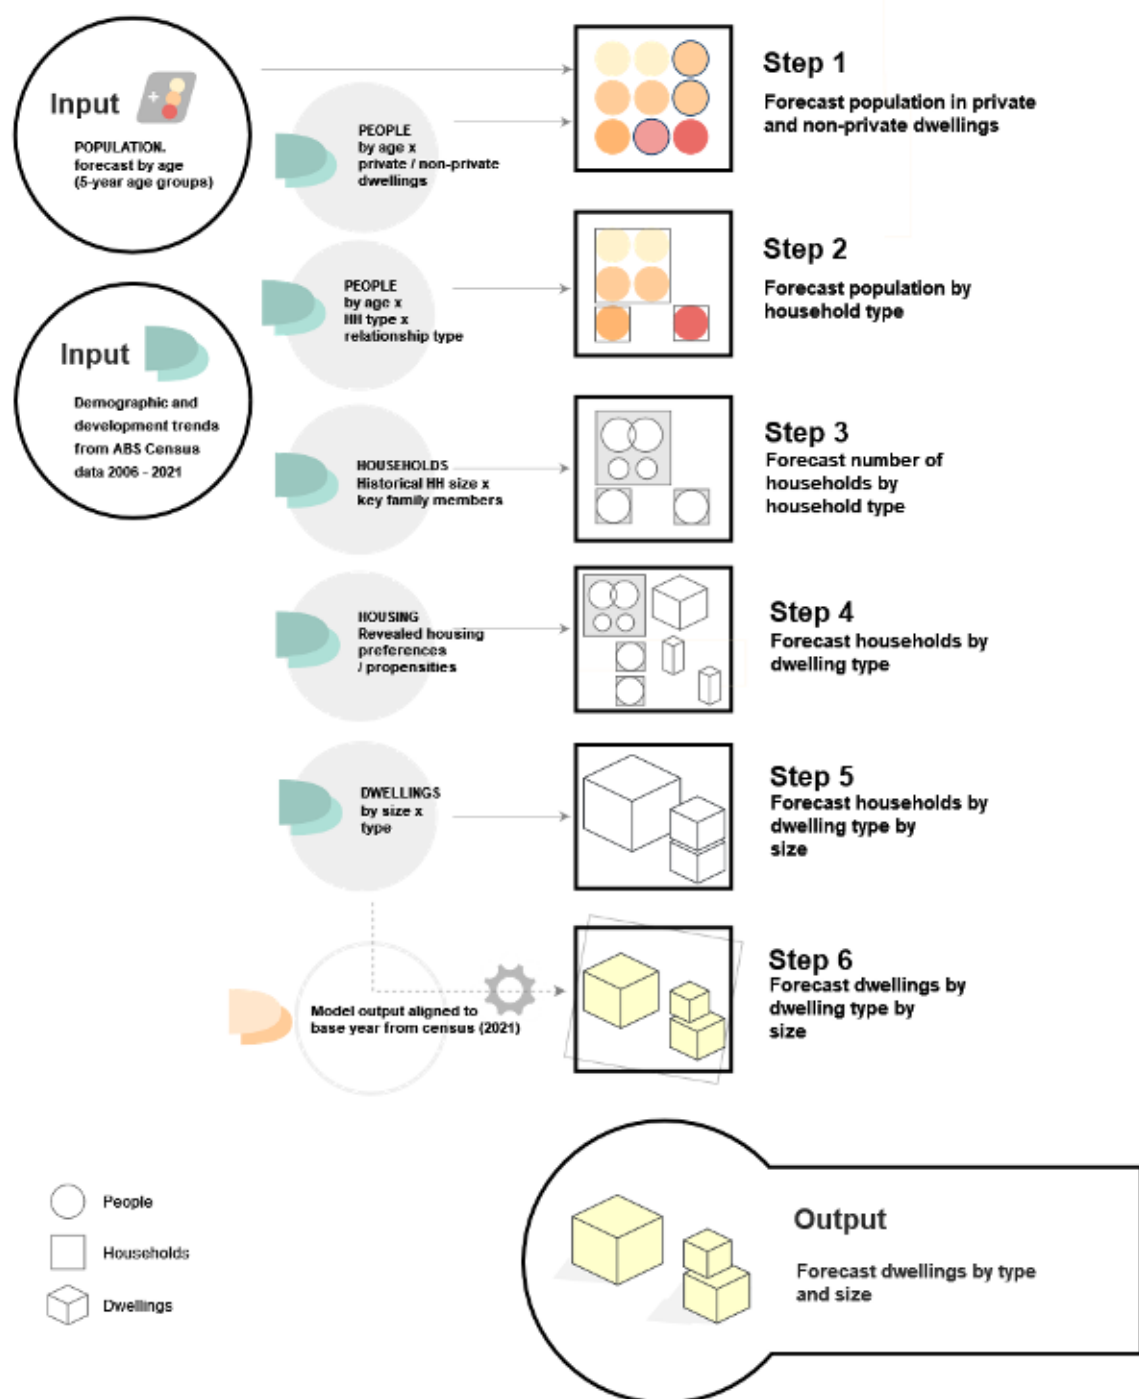 Input
POPULATION.
forecast by age
(5-year age groups)
PEOPLE
by age x
private / non-private
dwellings
Step 1
Forecast population in private
and non-private dwellings
Input
Demographic and
development trends
from ABS Census
data 2006 - 2021
PEOPLE
by age x
HH type x
relationship type
Step 2
Forecast population by
household type
HOUSEHOLDS
Historical HH size x
key family members
Step 3
Forecast number of
households by
household type
HOUSING
Revealed housing
preferences
/ propensities
Step 4
Forecast households by
dwelling type
DWELLINGS
by size x
type
Step 5
Forecast households by
dwelling type by
size
Model output aligned to
base year from census (2021)
Step 6
Forecast dwellings by
dwelling type by
size
People
Households
Dwellings
Output
Forecast dwellings by type
and size